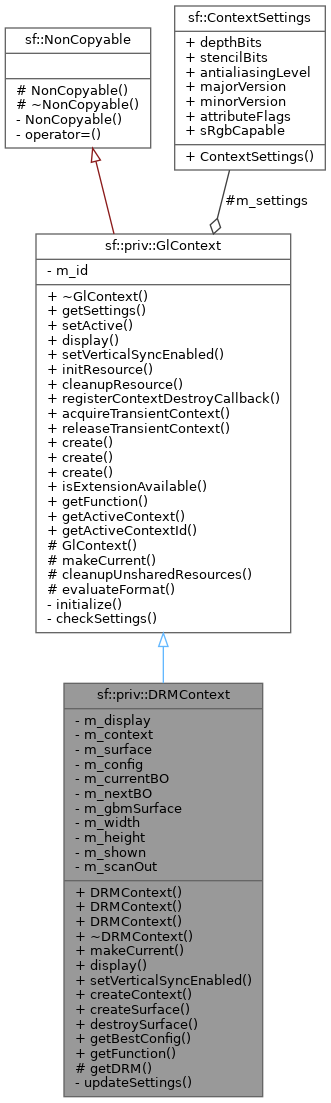 sf::NonCopyable
# NonCopyable()
# ~NonCopyable()
- NonCopyable()
- operator=()
sf::ContextSettings
+ depthBits
+ stencilBits
+ antialiasingLevel
+ majorVersion
+ minorVersion
+ attributeFlags
+ sRgbCapable
+ ContextSettings()
#m_settings
sf::priv::GlContext
- m_id
+ ~GlContext()
+ getSettings()
+ setActive()
+ display()
+ setVerticalSyncEnabled()
+ initResource()
+ cleanupResource()
+ registerContextDestroyCallback()
+ acquireTransientContext()
+ releaseTransientContext()
+ create()
+ create()
+ create()
+ isExtensionAvailable()
+ getFunction()
+ getActiveContext()
+ getActiveContextId()
# GlContext()
# makeCurrent()
# cleanupUnsharedResources()
# evaluateFormat()
- initialize()
- checkSettings()
sf::priv::DRMContext
- m_display
- m_context
- m_surface
- m_config
- m_currentBO
- m_nextBO
- m_gbmSurface
- m_width
- m_height
- m_shown
- m_scanOut
+ DRMContext()
+ DRMContext()
+ DRMContext()
+ ~DRMContext()
+ makeCurrent()
+ display()
+ setVerticalSyncEnabled()
+ createContext()
+ createSurface()
+ destroySurface()
+ getBestConfig()
+ getFunction()
# getDRM()
- updateSettings()